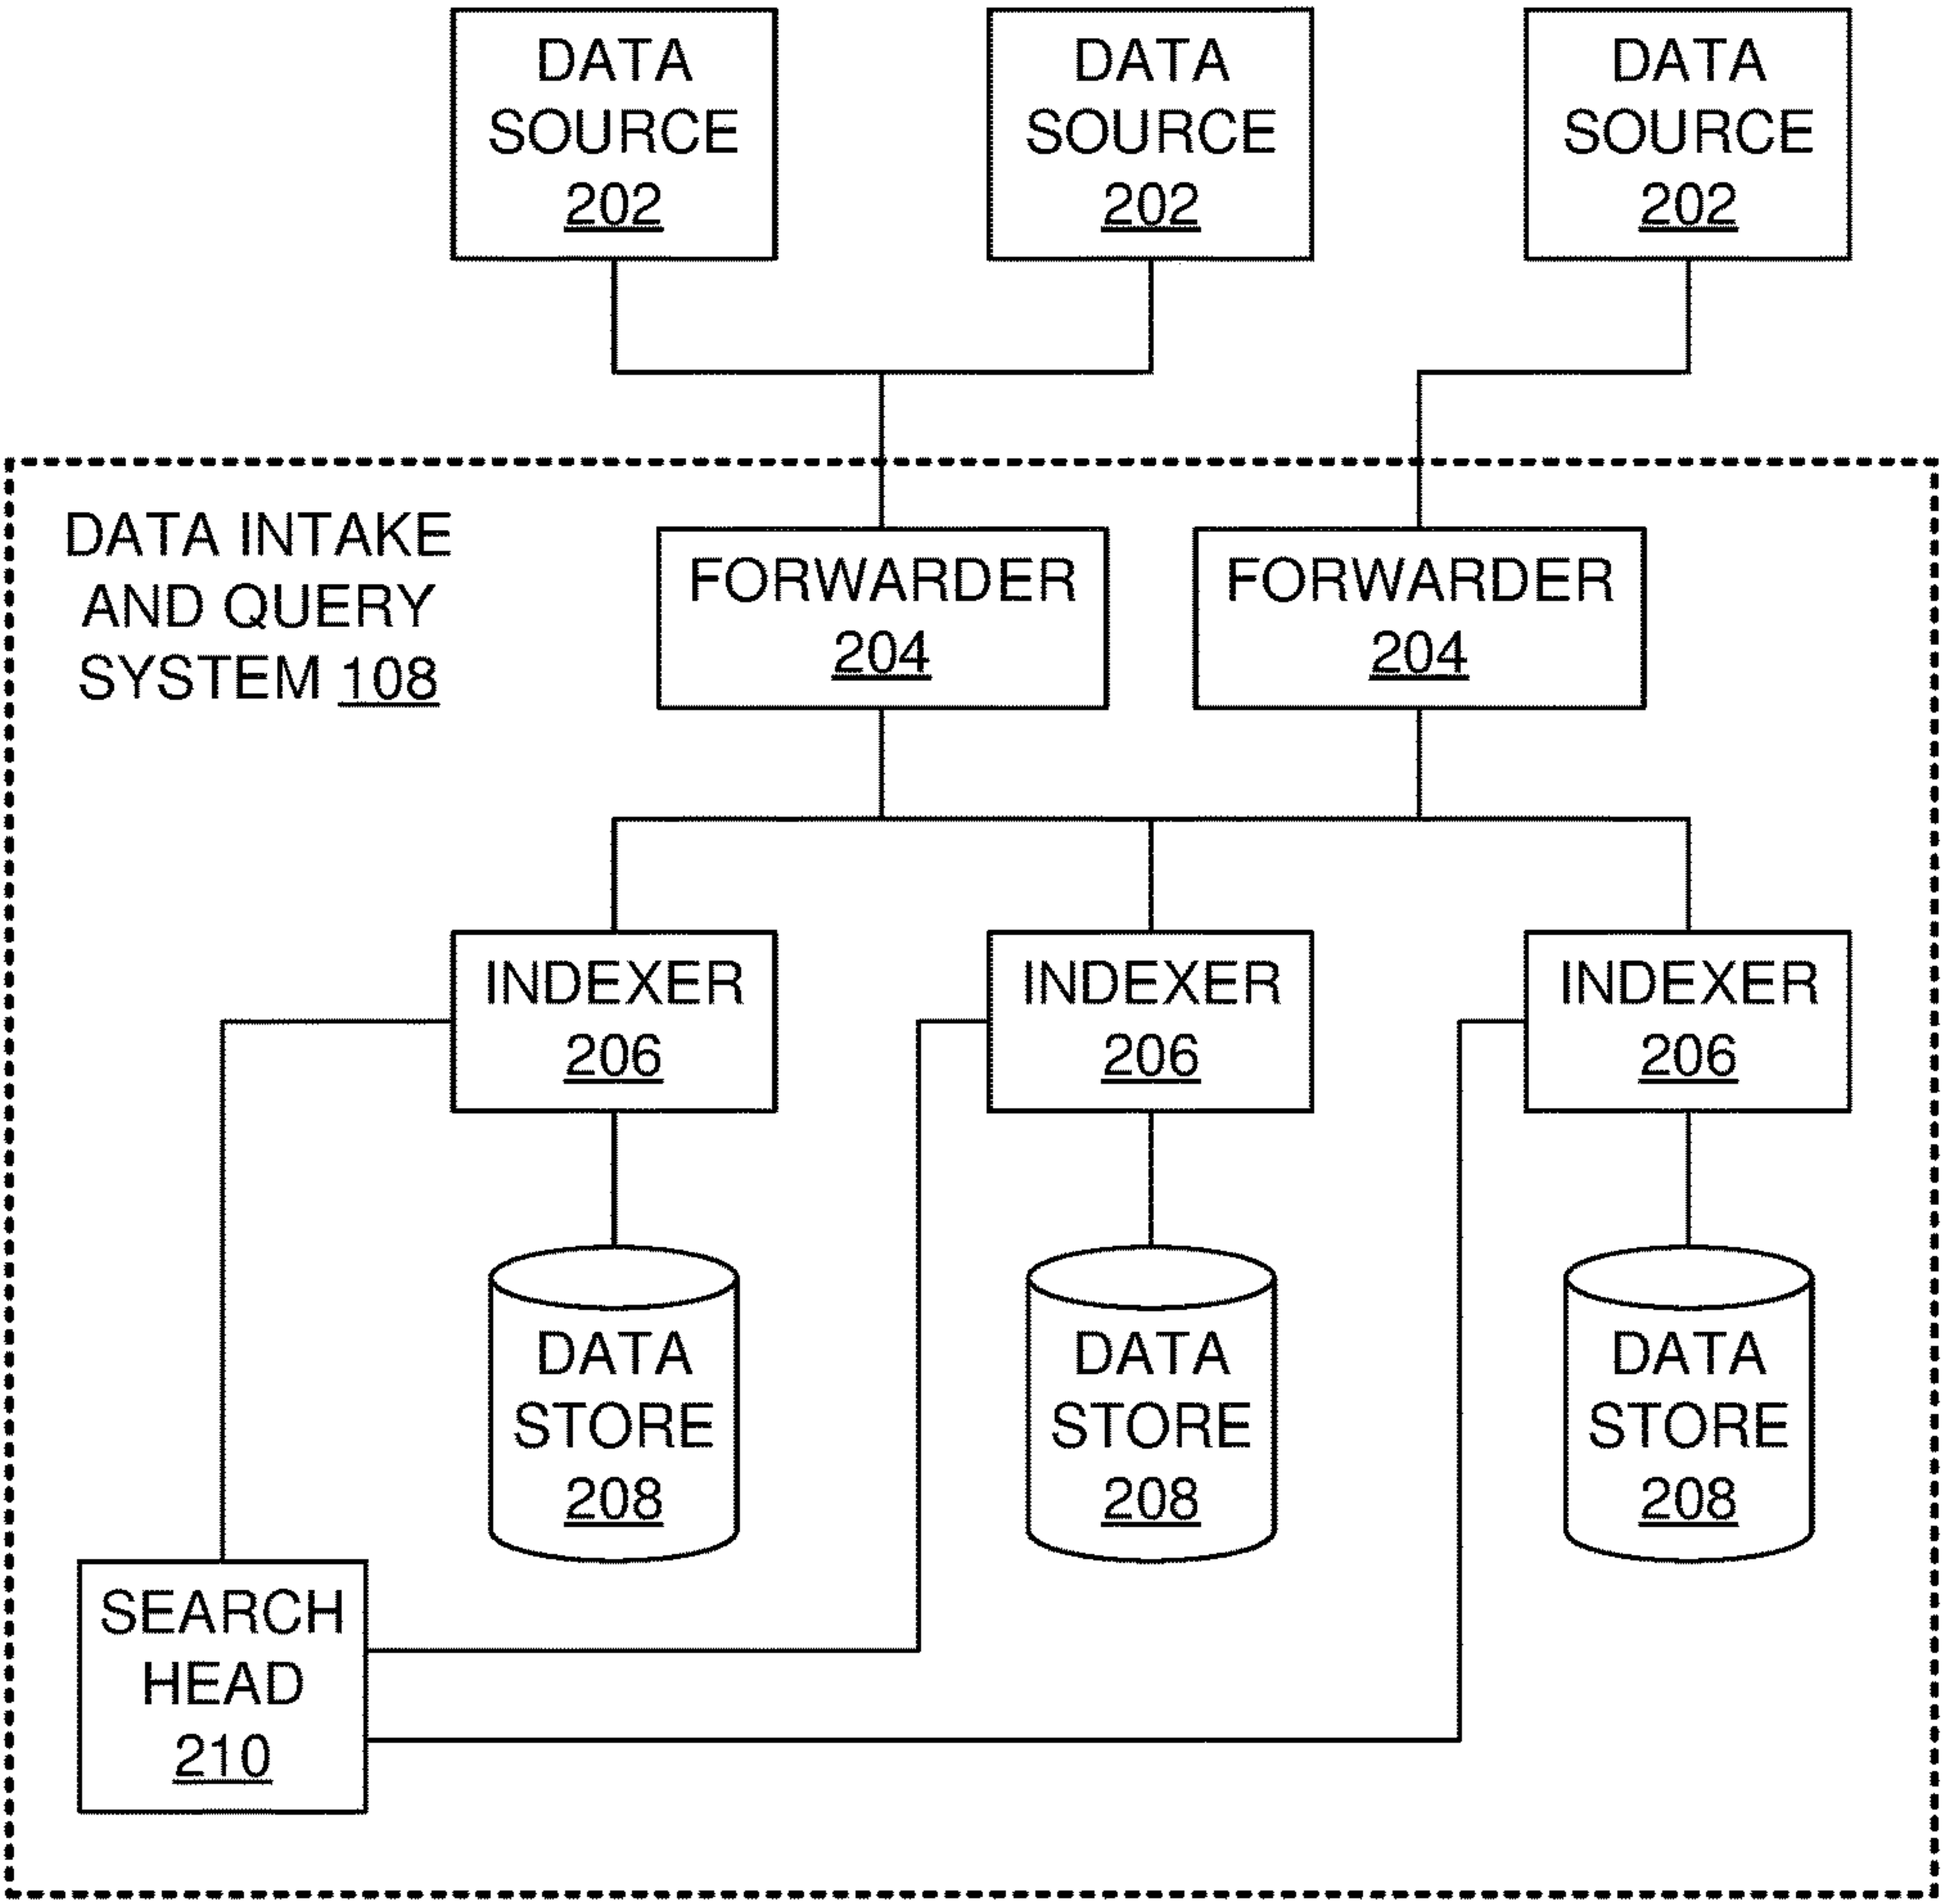 DATA
SOURCE
202
DATA
SOURCE
202
DATA
SOURCE
202
DATA INTAKE
AND QUERY
SYSTEM 108
FORWARDER
204
FORWARDER
204
INDEXER
206
INDEXER
206
INDEXER
206
DATA
STORE
208
DATA
STORE
208
DATA
STORE
208
SEARCH
HEAD
210